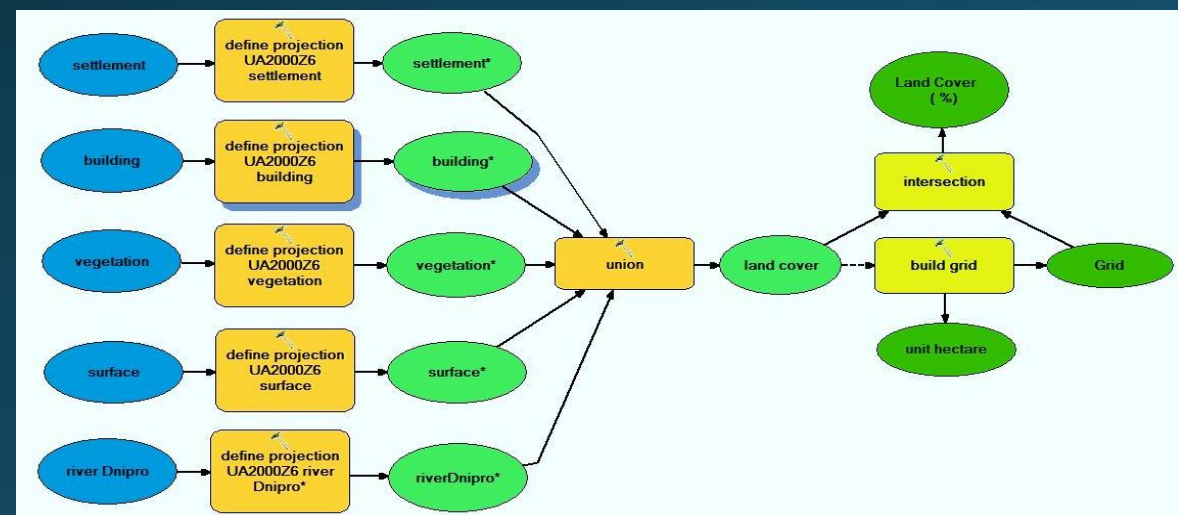 settlement
define projection
UA2000Z6
settlement
settlement*
building
define projection
UA2000Z6
building
building*
vegetation
define projection
UA2000Z6
vegetation
vegetation*
surface
define projection
UA2000Z6
surface
surface*
river Dnipro
define projection
UA2000Z6 river
Dnipro*
riverDnipro*
union
land cover
Land Cover
( %)
intersection
build grid
Grid
unit hectare